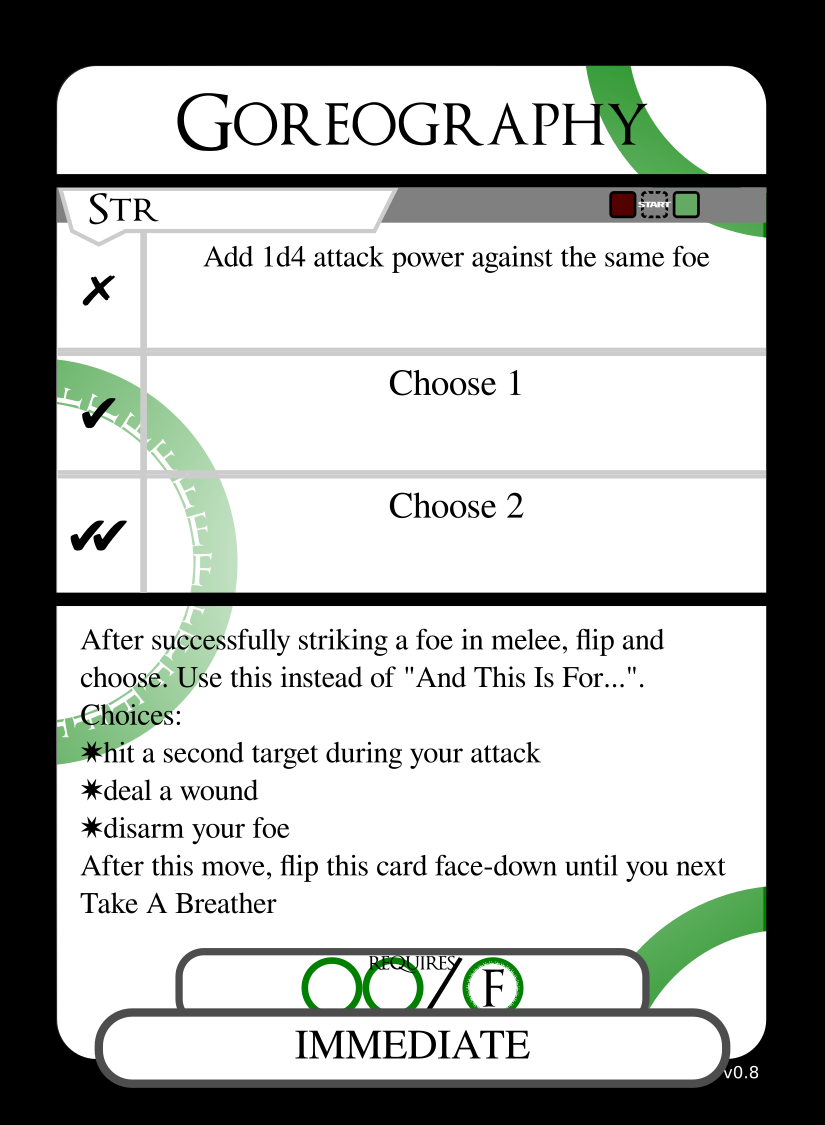 GOREOGRAPHY
STR
START
✗ Add 1d4 attack power against the same foe
✔ Choose 1
✔✔ Choose 2
After successfully striking a foe in melee, flip and
choose. Use this instead of "And This Is For...".
Choices:
✷hit a second target during your attack
✷deal a wound
✷disarm your foe
After this move, flip this card face-down until you next
Take A Breather
REQUIRES
/ F
IMMEDIATE
v0.8